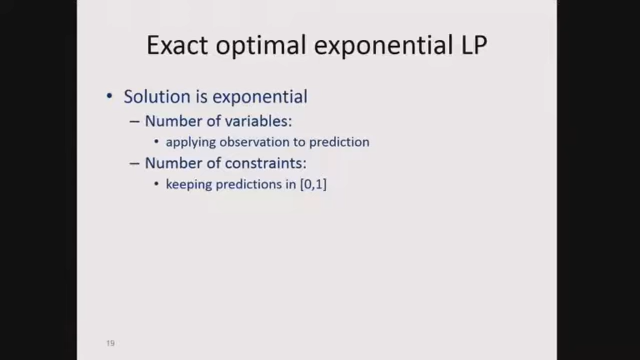 Exact optimal exponential LP
• Solution is exponential
– Number of variables:
• applying observation to prediction
– Number of constraints:
• keeping predictions in [0,1]
19